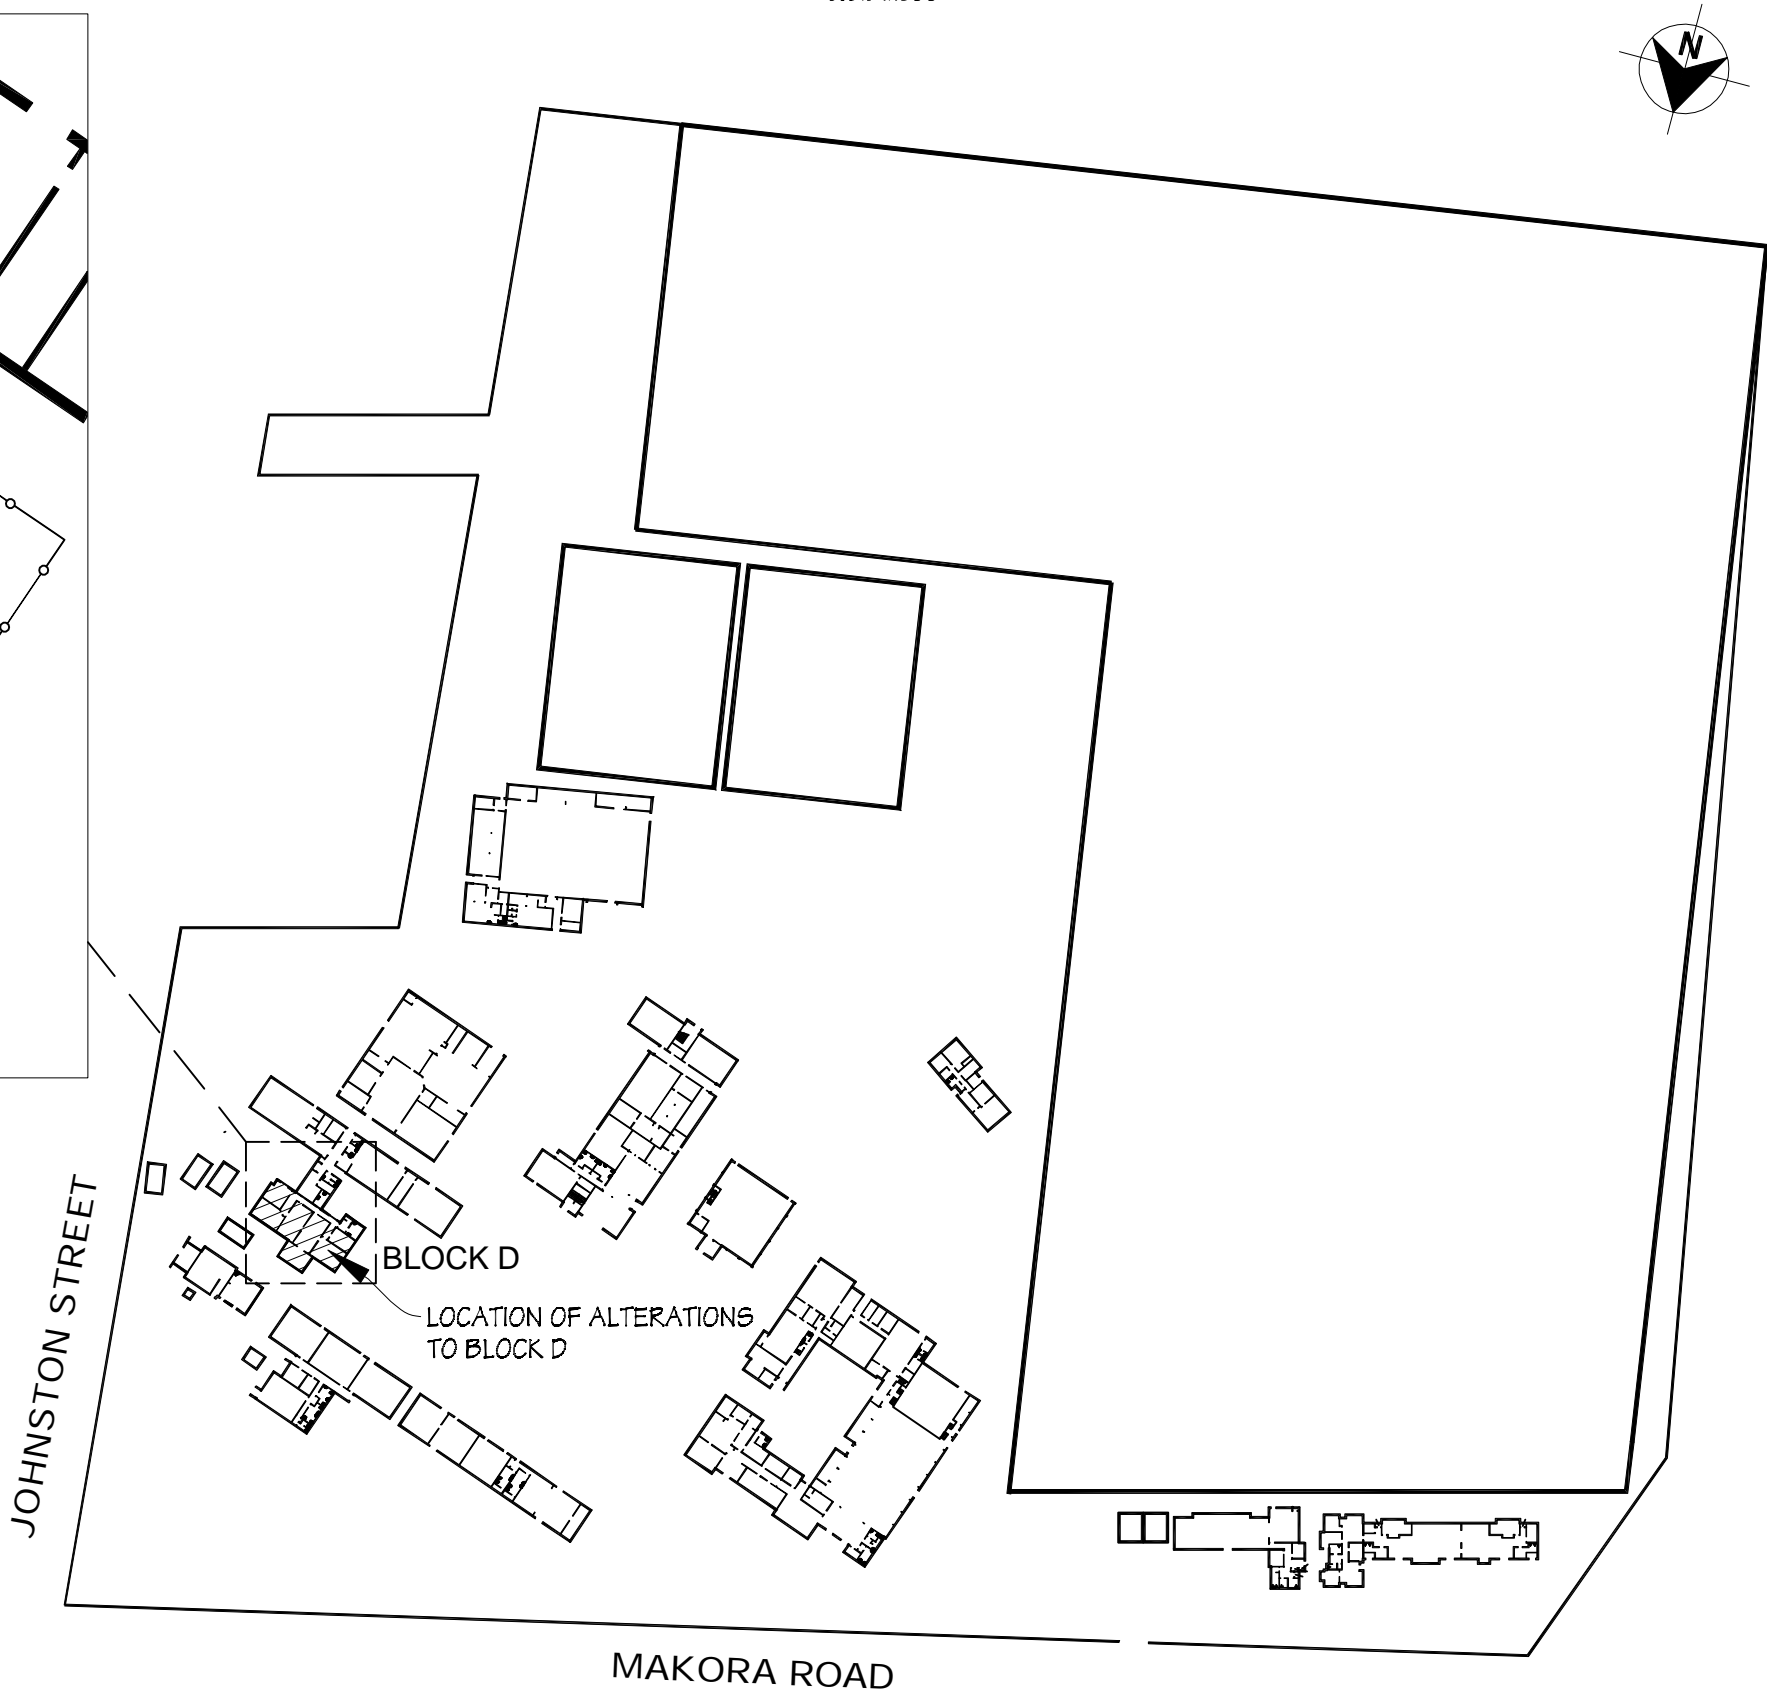 N
JOHNSTON STREET
BLOCK D
LOCATION OF ALTERATIONS
TO BLOCK D
MAKORA ROAD